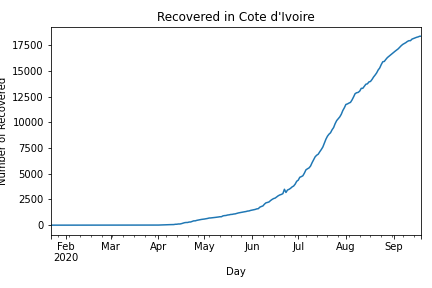 Recovered in Cote d'Ivoire
Number of Recovered
17500
15000
12500
10000
7500
5000
2500
0
Feb Mar Apr May Jun Jul Aug Sep
2020
Day